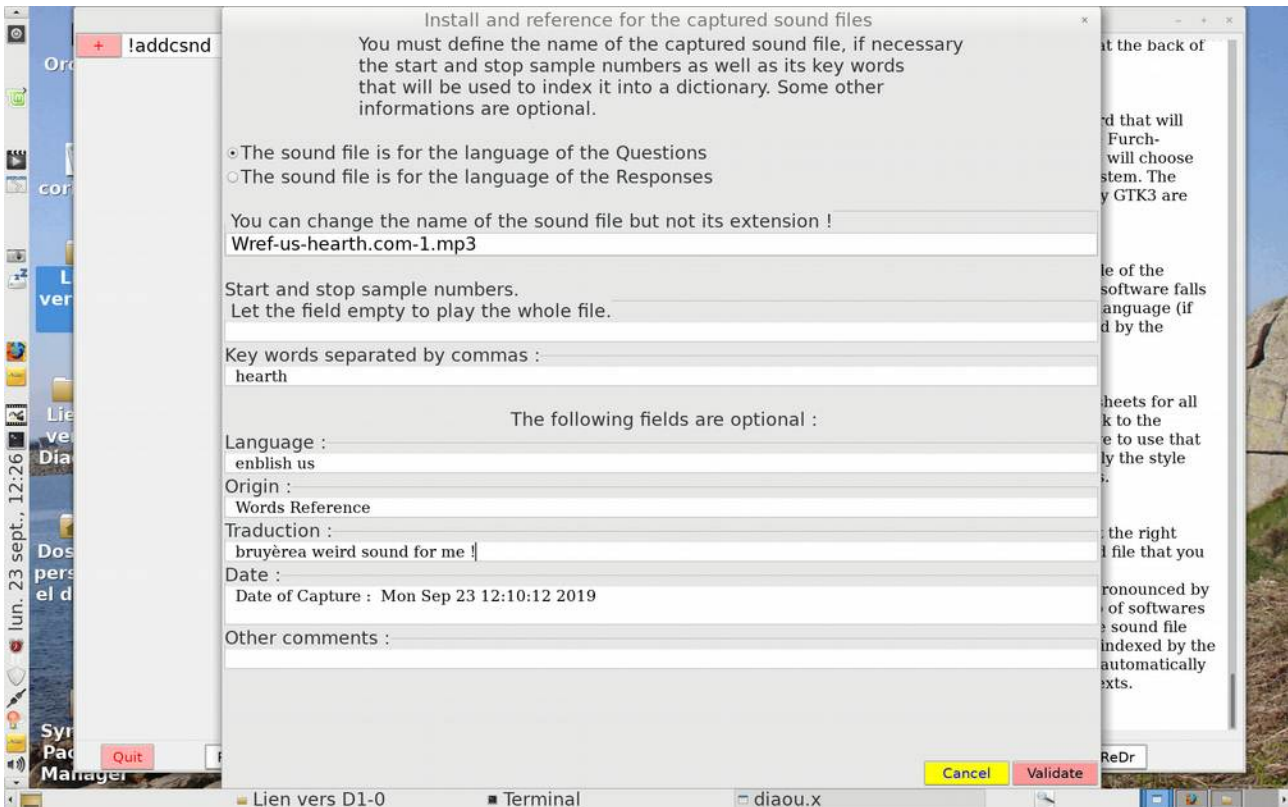 Install and reference for the captured sound files
!addcsnd
You must define the name of the captured sound file, if necessary
the start and stop sample numbers as well as its key words
that will be used to index it into a dictionary. Some other
informations are optional.
The sound file is for the language of the Questions
The sound file is for the language of the Responses
You can change the name of the sound file but not its extension !
Wref-us-hearth.com-1.mp3
Start and stop sample numbers.
Let the field empty to play the whole file.
Key words separated by commas :
hearth
The following fields are optional :
Language :
enblish us
Origin :
Words Reference
Traduction :
bruyèrea weird sound for me !
Date :
Date of Capture : Mon Sep 23 12:10:12 2019
Other comments :
Cancel
Validate
Quit
at the back of
that will
Furch-
will choose
The
GTK3 are
of the
software falls
language (if
by the
sheets for all
to the
to use that
the style
the right
file that you
pronounced by
of softwares
sound file
indexed by the
automatically
ReDr
lun. 23 sept., 12:26
Lien vers D1-0
Terminal
diaou.x
Manager